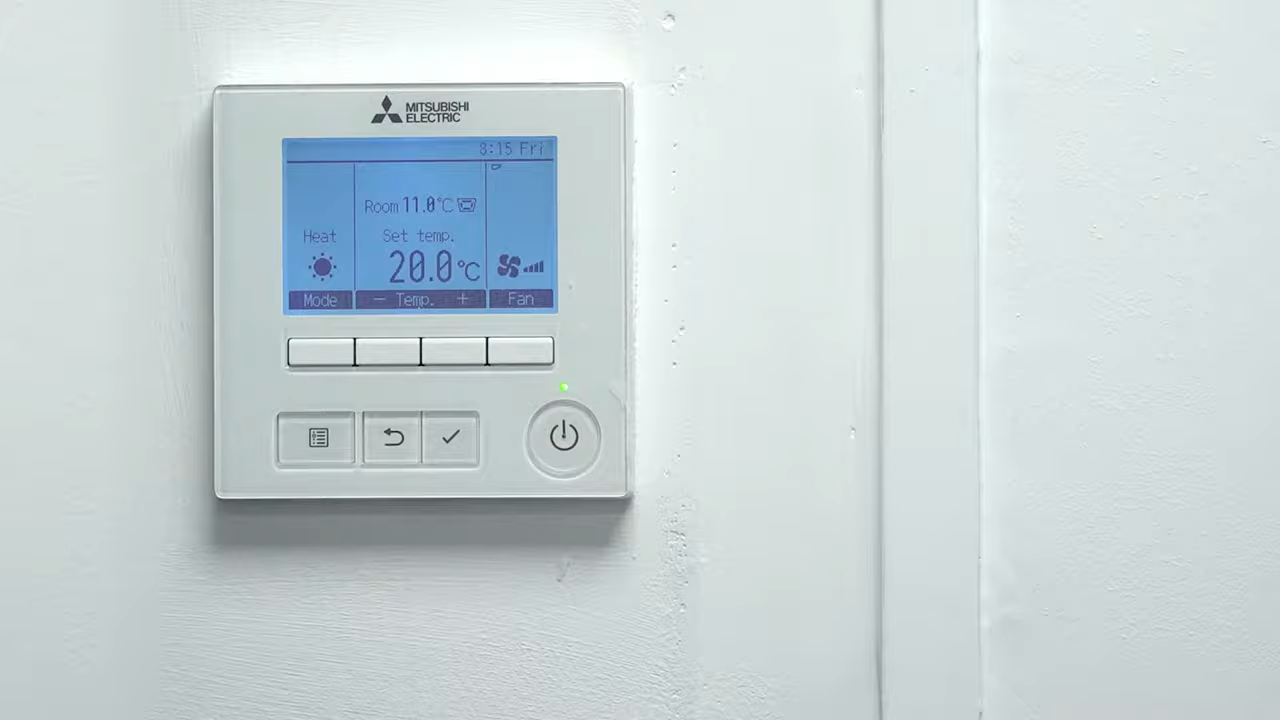 MITSUBISHI
ELECTRIC
8:15 Fri
Room 11.0°C
Heat
Set temp.
20.0°C
Mode
− Temp. +
Fan